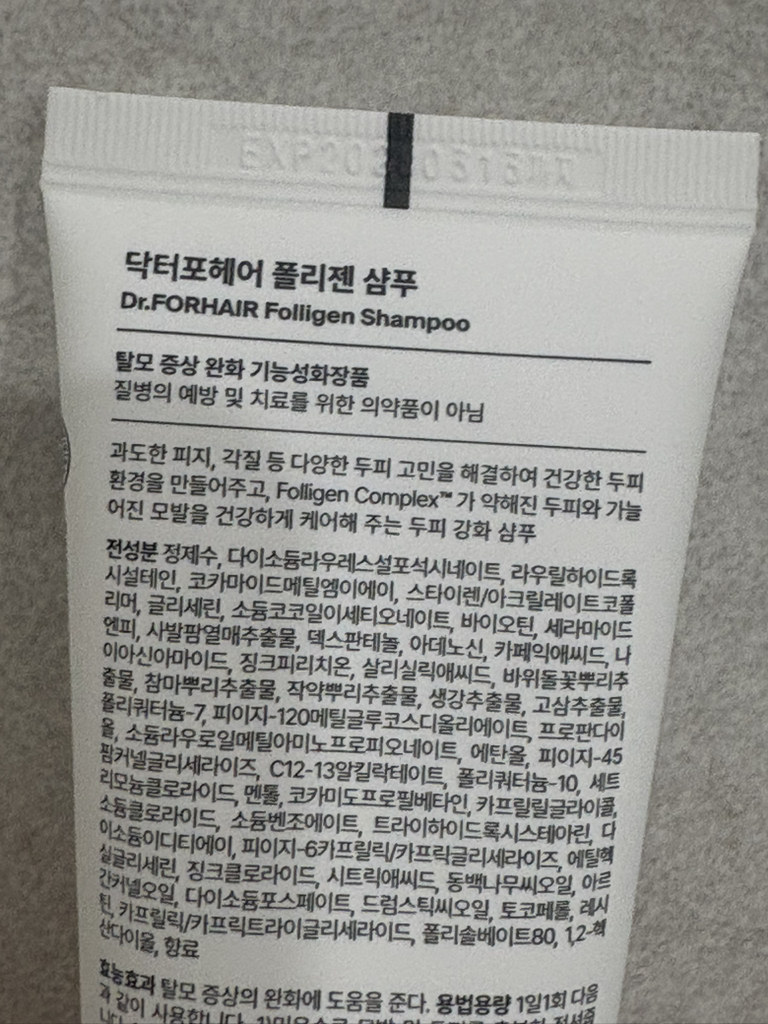 닥터포헤어 폴리젠 샴푸
Dr.FORHAIR Folligen Shampoo
탈모 증상 완화 기능성화장품
질병의 예방 및 치료를 위한 의약품이 아님
과도한 피지, 각질 등 다양한 두피 고민을 해결하여 건강한 두피
환경을 만들어주고, Folligen Complex™ 가 약해진 두피와 가늘
어진 모발을 건강하게 케어해 주는 두피 강화 샴푸
전성분 정제수, 다이소듐라우레스설포석시네이트, 라우릴하이드록
시설테인, 코카마이드메틸엠이에이, 스타이렌/아크릴레이트코폴
리머, 글리세린, 소듐코코일이세티오네이트, 바이오틴, 세라마이드
엔피, 사발팜열매추출물, 덱스판테놀, 아데노신, 카페익애씨드, 나
이아신아마이드, 징크피리치온, 살리실릭애씨드, 바위돌꽃뿌리추
출물, 참마뿌리추출물, 작약뿌리추출물, 생강추출물, 고삼추출물,
폴리쿼터늄-7, 피이지-120메틸글루코스디올리에이트, 프로판다이
올, 소듐라우로일메틸아미노프로피오네이트, 에탄올, 피이지-45
팜커넬글리세라이즈, C12-13알킬락테이트, 폴리쿼터늄-10, 세트
리모늄클로라이드, 멘톨, 코카미도프로필베타인, 카프릴릴글라이콜,
소듐클로라이드, 소듐벤조에이트, 트라이하이드록시스테아린, 다
이소듐이디티에이, 피이지-6카프릴릭/카프릭글리세라이즈, 에틸헥
실글리세린, 징크클로라이드, 시트릭애씨드, 동백나무씨오일, 아르
간커넬오일, 다이소듐포스페이트, 드럼스틱씨오일, 토코페롤, 레시
틴, 카프릴릭/카프릭트라이글리세라이드, 폴리솔베이트80, 1,2-헥
산다이올, 향료
효능효과 탈모 증상의 완화에 도움을 준다. 용법용량 1일1회 다음
과 같이 사용합니다.